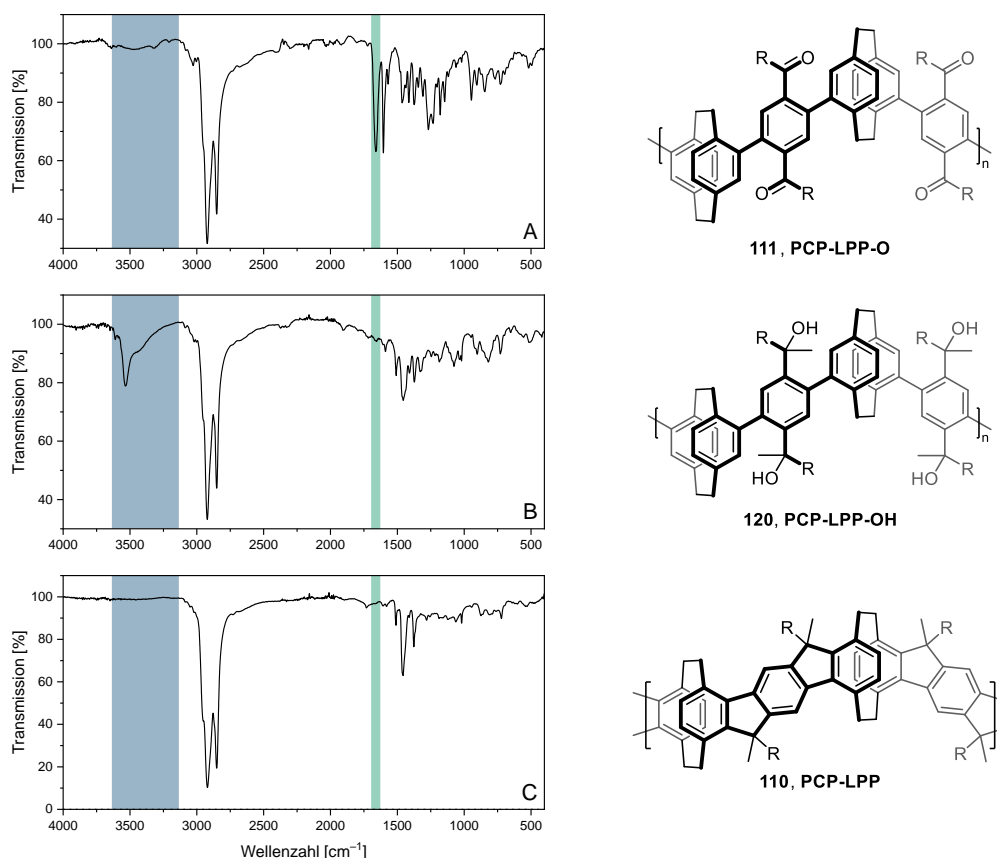 Transmission [%]
100
80
60
40
A
4000 3500 3000 2500 2000 1500 1000 500
R
O
R
O
O
R
O
R
n
111, PCP-LPP-O
Transmission [%]
100
80
60
40
B
4000 3500 3000 2500 2000 1500 1000 500
OH
R
OH
R
HO
R
HO
R
n
120, PCP-LPP-OH
Transmission [%]
100
80
60
40
20
0
C
4000 3500 3000 2500 2000 1500 1000 500
Wellenzahl [cm⁻¹]
R
R
R
R
n
110, PCP-LPP